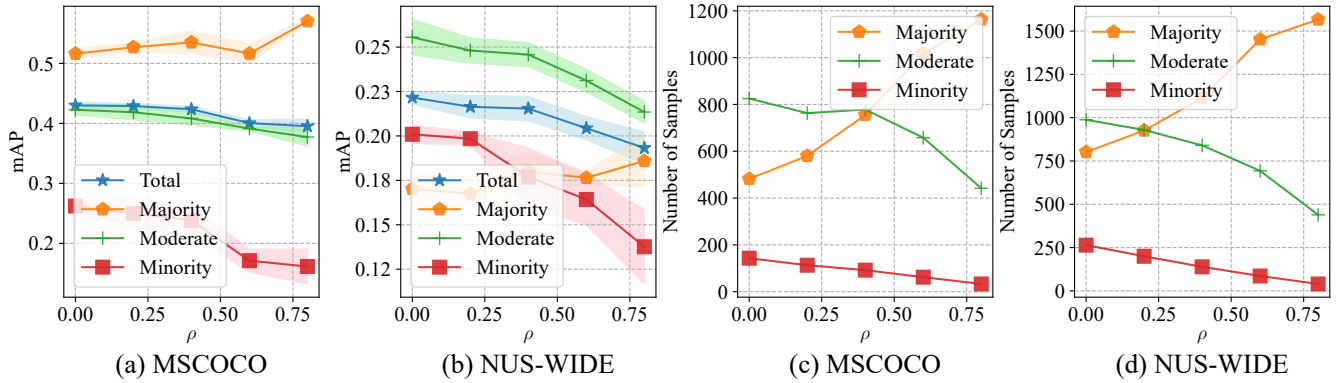 mAP
0.5
0.4
0.3
0.2
Total
Majority
Moderate
Minority
0.00
0.25
0.50
0.75
ρ
(a) MSCOCO
mAP
0.25
0.23
0.20
0.18
0.15
0.12
Total
Majority
Moderate
Minority
0.00
0.25
0.50
0.75
ρ
(b) NUS-WIDE
Number of Samples
1200
1000
800
600
400
200
0
Majority
Moderate
Minority
0.00
0.25
0.50
0.75
ρ
(c) MSCOCO
Number of Samples
1500
1250
1000
750
500
250
0
Majority
Moderate
Minority
0.00
0.25
0.50
0.75
ρ
(d) NUS-WIDE